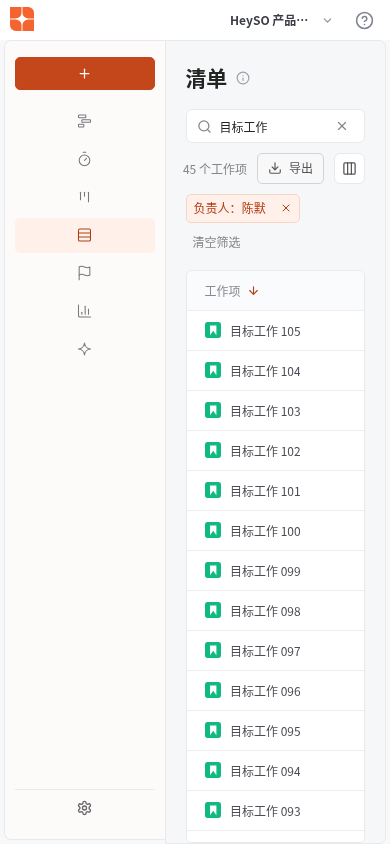 HeySO 产品···
清单
目标工作
45 个工作项
导出
负责人：陈默
清空筛选
工作项
目标工作 105
目标工作 104
目标工作 103
目标工作 102
目标工作 101
目标工作 100
目标工作 099
目标工作 098
目标工作 097
目标工作 096
目标工作 095
目标工作 094
目标工作 093